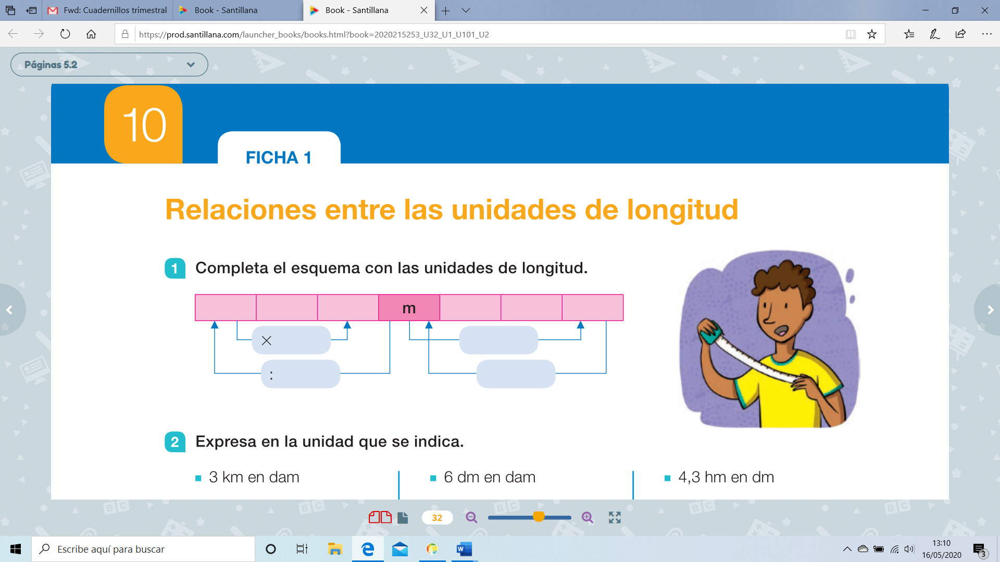 Fwd: Cuadernillos trimestral
Book - Santillana
Book - Santillana
https://prod.santillana.com/launcher_books/books.html?book=2020215253_U32_U1_U101_U2
Páginas 5.2
10
FICHA 1
Relaciones entre las unidades de longitud
1 Completa el esquema con las unidades de longitud.
m
×
:
2 Expresa en la unidad que se indica.
3 km en dam
6 dm en dam
4,3 hm en dm
32
Escribe aquí para buscar
13:10
16/05/2020
3